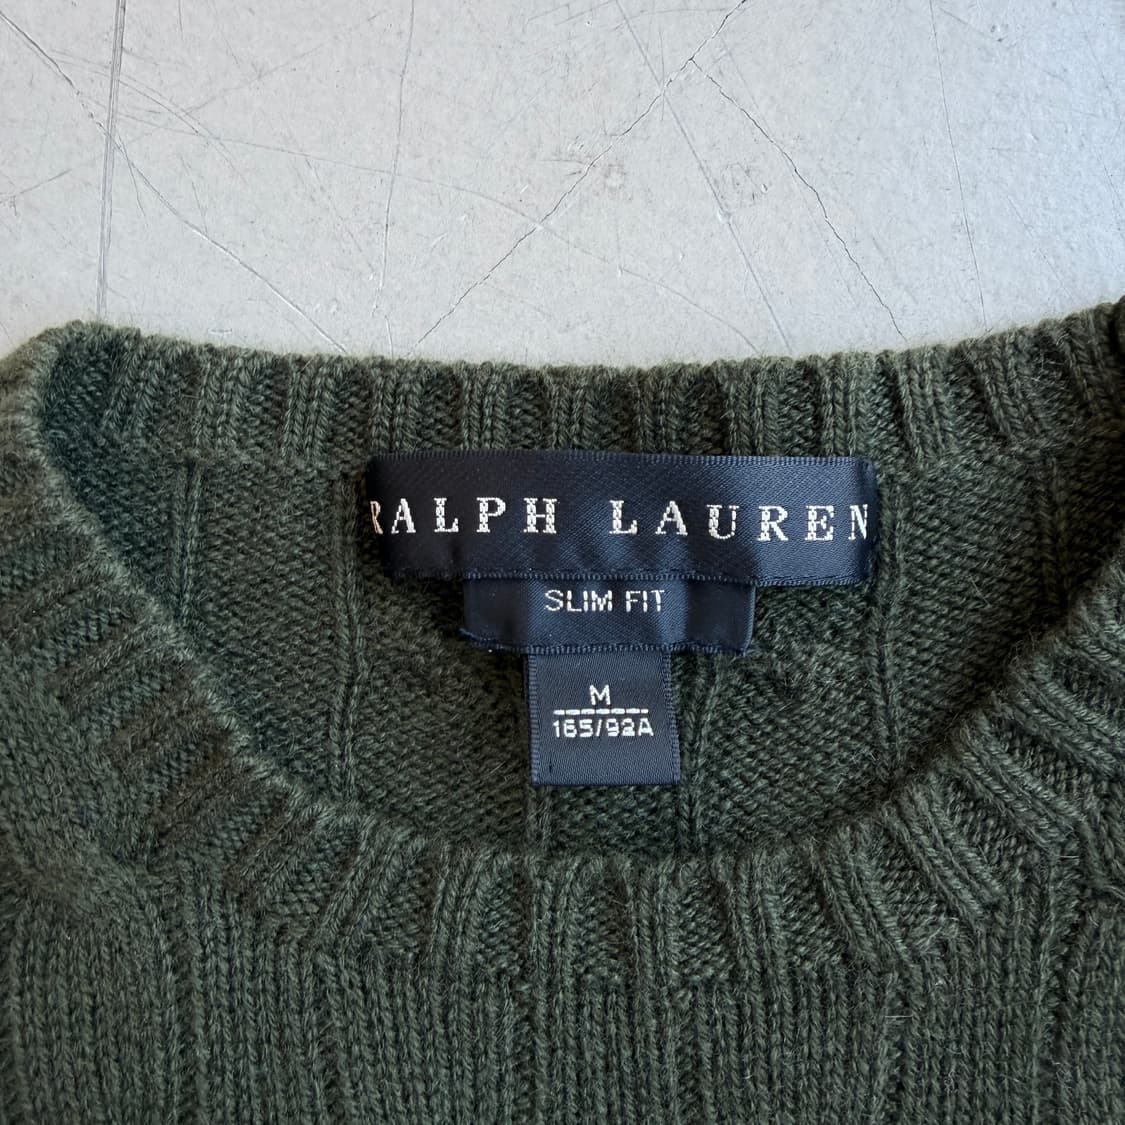 RALPH LAUREN
SLIM FIT
M
165/92A